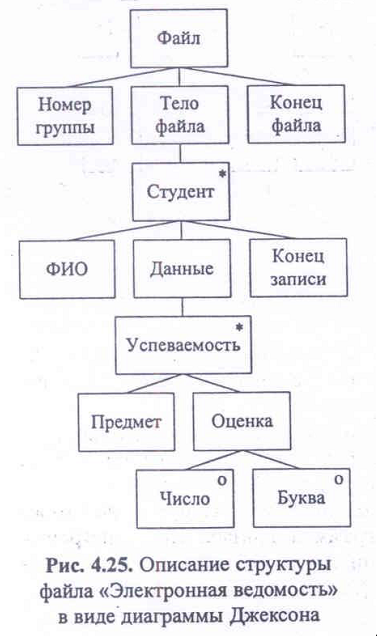 Файл
Номер
группы
Тело
файла
Конец
файла
*
Студент
ФИО
Данные
Конец
записи
*
Успеваемость
Предмет
Оценка
о
Число
о
Буква
Рис. 4.25. Описание структуры
файла «Электронная ведомость»
в виде диаграммы Джексона